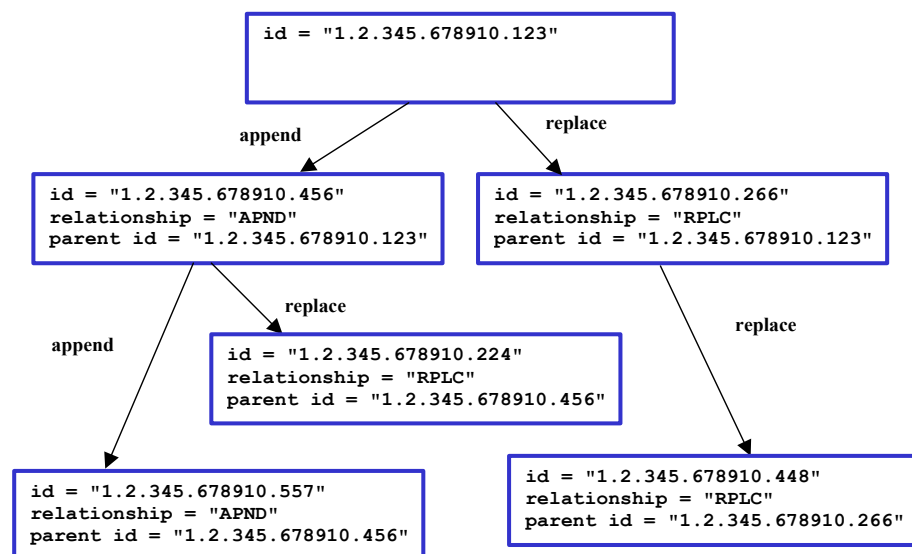 id = "1.2.345.678910.123"
append
replace
id = "1.2.345.678910.456"
relationship = "APND"
parent id = "1.2.345.678910.123"
id = "1.2.345.678910.266"
relationship = "RPLC"
parent id = "1.2.345.678910.123"
append
replace
replace
id = "1.2.345.678910.224"
relationship = "RPLC"
parent id = "1.2.345.678910.456"
id = "1.2.345.678910.557"
relationship = "APND"
parent id = "1.2.345.678910.456"
id = "1.2.345.678910.448"
relationship = "RPLC"
parent id = "1.2.345.678910.266"